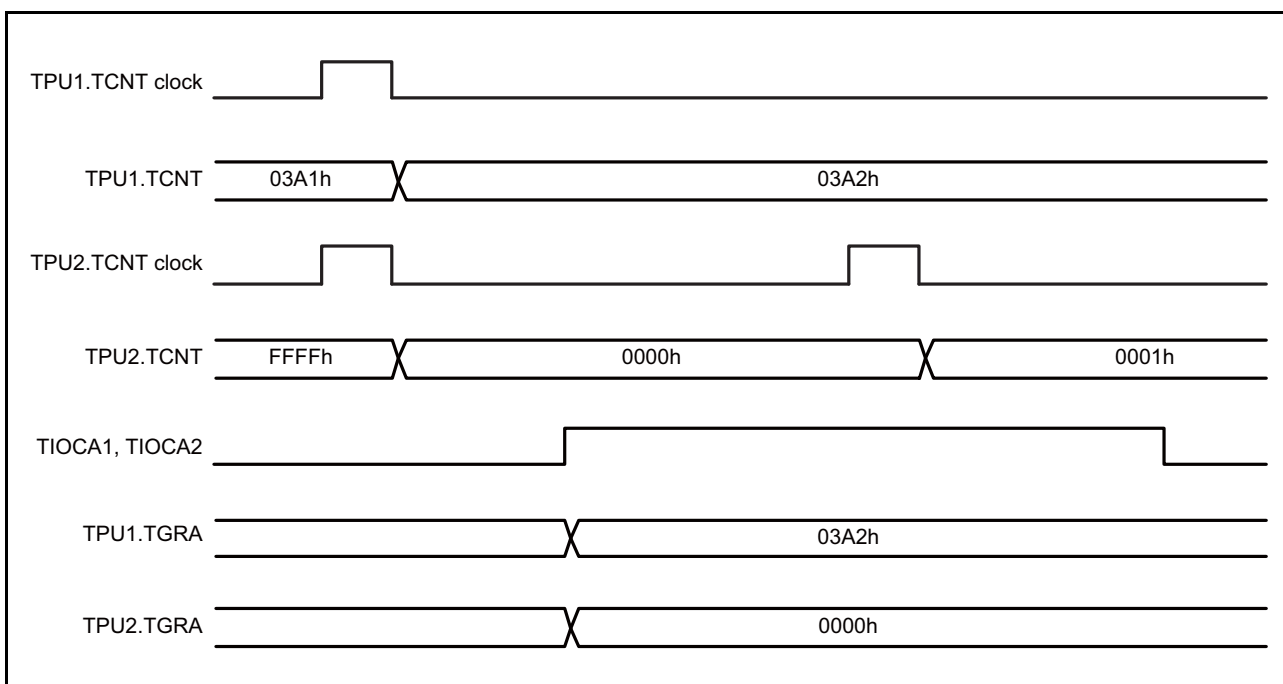 TPU1.TCNT clock
TPU1.TCNT 03A1h 03A2h
TPU2.TCNT clock
TPU2.TCNT FFFFh 0000h 0001h
TIOCA1, TIOCA2
TPU1.TGRA 03A2h
TPU2.TGRA 0000h